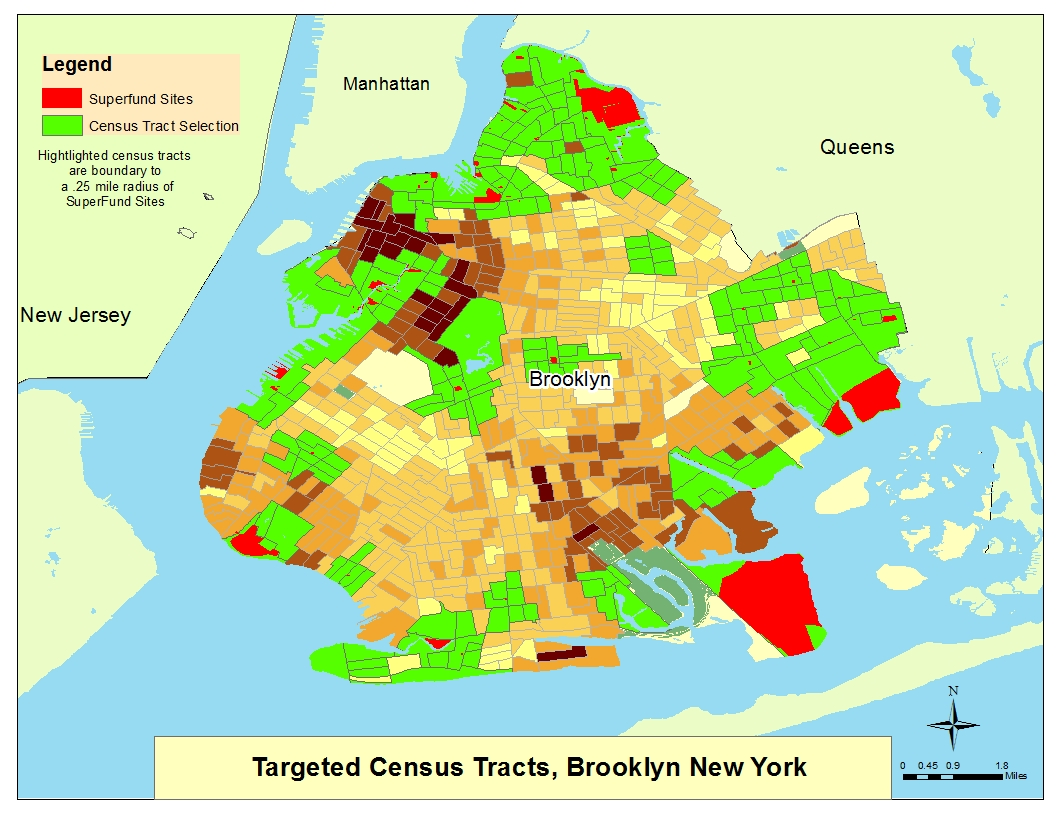 Legend
Superfund Sites
Census Tract Selection
Hightlighted census tracts
are boundary to
a .25 mile radius of
SuperFund Sites
Manhattan
Queens
New Jersey
Brooklyn
N
0 0.45 0.9 1.8
Miles
Targeted Census Tracts, Brooklyn New York